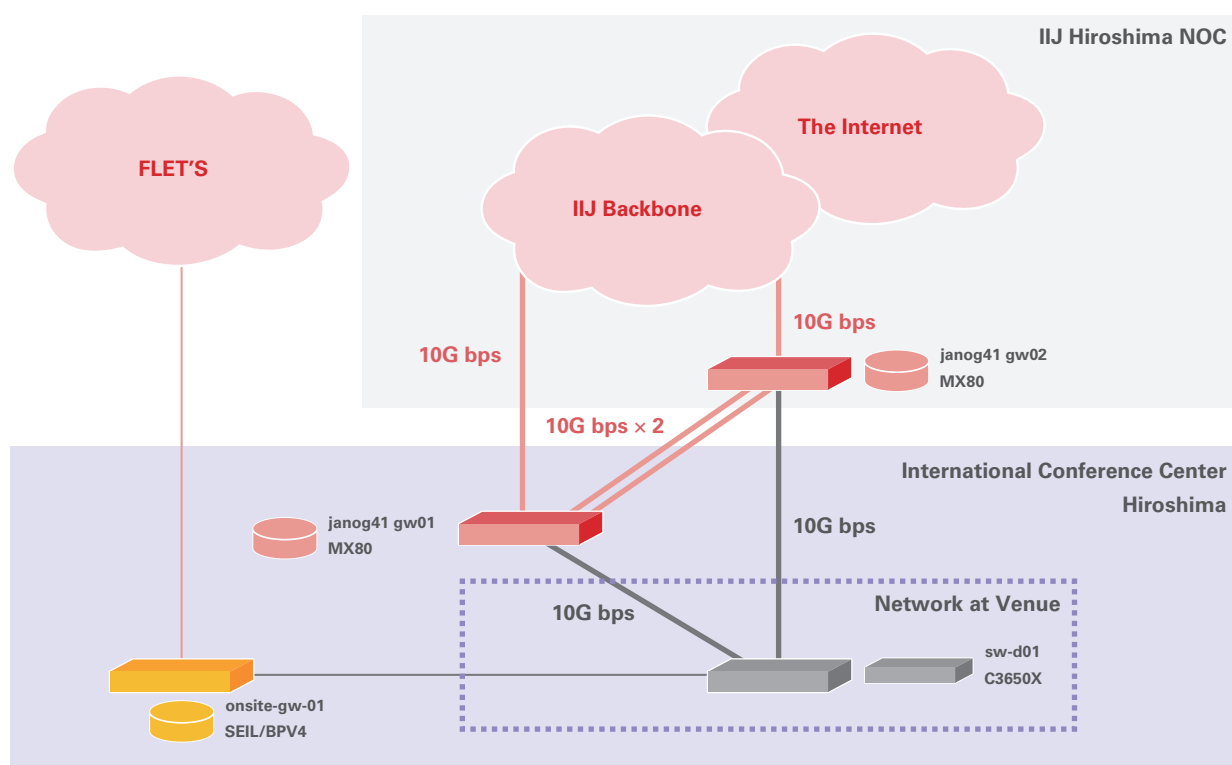 IIJ Hiroshima NOC
The Internet
FLET'S
IIJ Backbone
10G bps
10G bps
janog41 gw02
MX80
10G bps × 2
International Conference Center
Hiroshima
janog41 gw01
MX80
10G bps
10G bps
Network at Venue
sw-d01
C3650X
onsite-gw-01
SEIL/BPV4